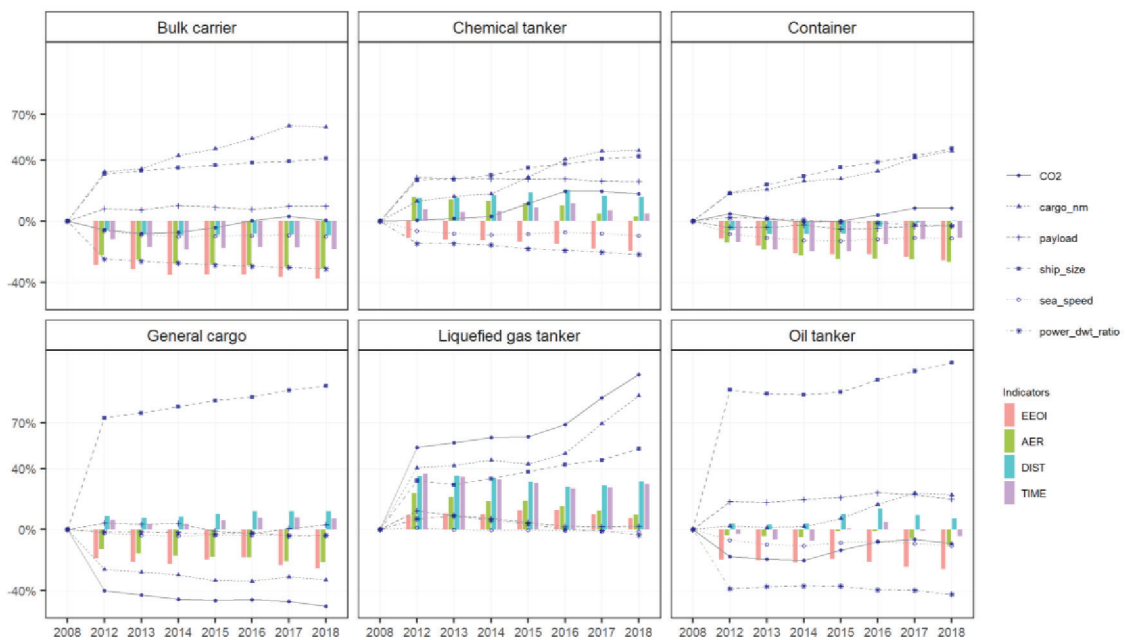 Bulk carrier Chemical tanker Container
70%
40%
0%
-40%
CO2
cargo_nm
payload
ship_size
sea_speed
power_dwt_ratio
General cargo Liquefied gas tanker Oil tanker
70%
40%
0%
-40%
Indicators
EEOI
AER
DIST
TIME
2008 2012 2013 2014 2015 2016 2017 2018 2008 2012 2013 2014 2015 2016 2017 2018 2008 2012 2013 2014 2015 2016 2017 2018